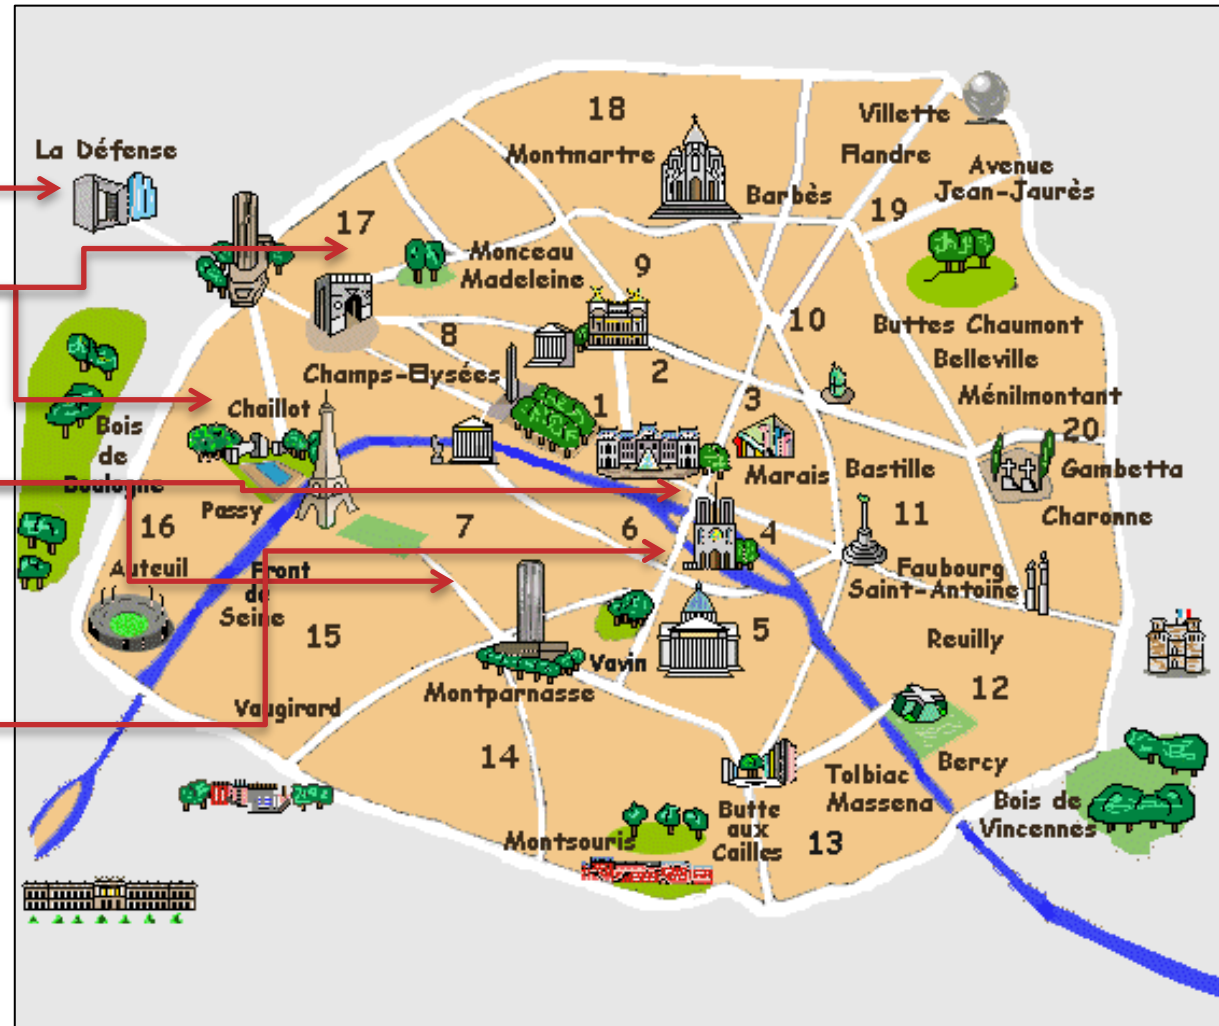 18
Villette
La Défense
Montmartre
Flandre
Avenue
Jean-Jaurès
Barbès
17
19
Monceau
Madeleine
9
8
10
Buttes Chaumont
2
Belleville
Champs-Elysées
Ménilmontant
Chaillot
1
3
20
Bois
de
Boulogne
Marais
Bastille
Gambetta
Passy
16
7
6
4
11
Charonne
Auteuil
Front
de
Seine
Faubourg
Saint-Antoine
15
5
Reuilly
Vavin
Montparnasse
12
Vaugirard
14
Bercy
Tolbiac
Massena
Bois de
Vincennes
Montsouris
Butte
aux
Cailles
13